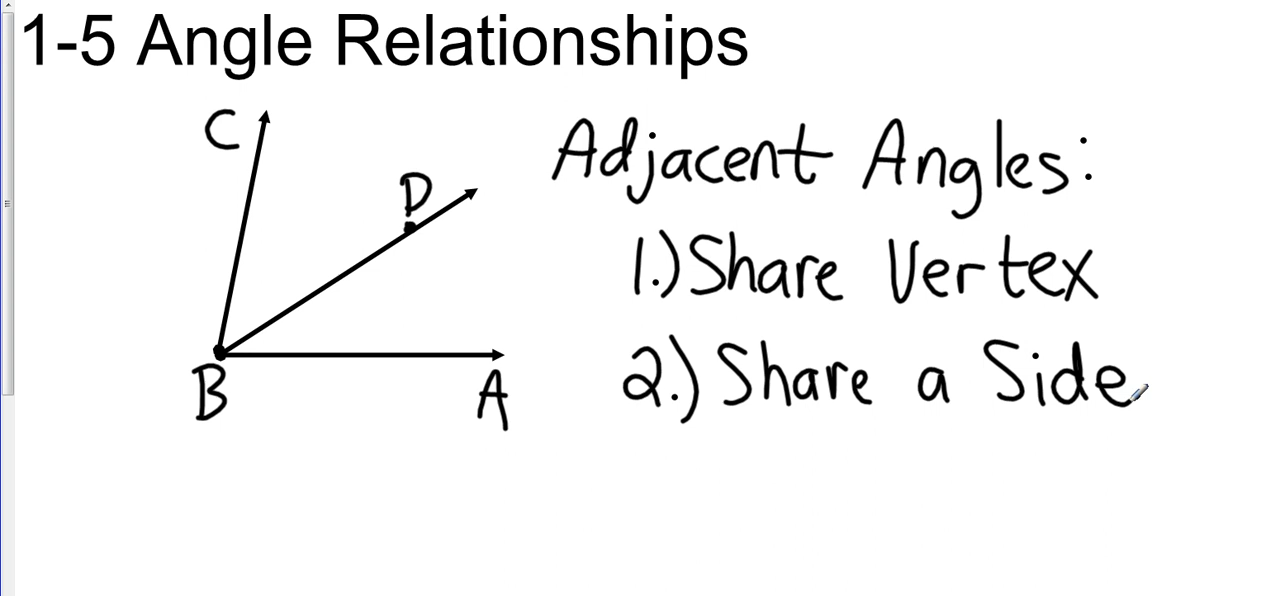 1-5 Angle Relationships
C
D
B
A
Adjacent Angles:
1.) Share Vertex
2.) Share a Side